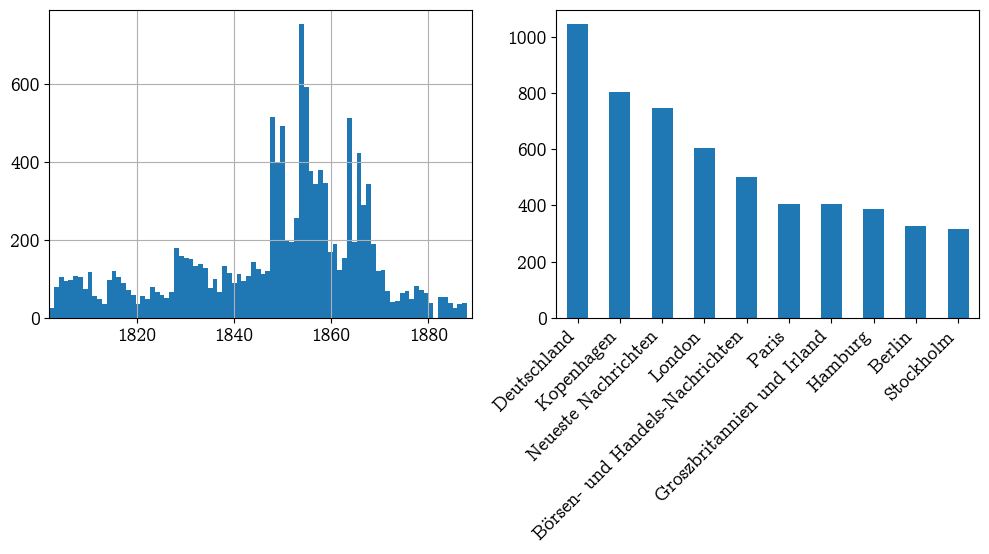 600
400
200
0
1820 1840 1860 1880
1000
800
600
400
200
0
Deutschland
Kopenhagen
Neueste Nachrichten
London
Börsen- und Handels-Nachrichten
Paris
Groszbritannien und Irland
Hamburg
Berlin
Stockholm